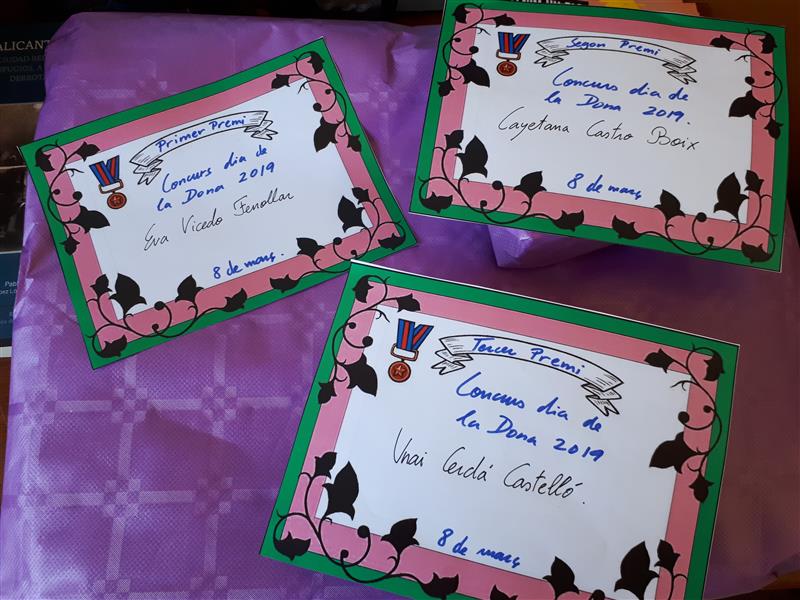 ALICANT
Primer Premi
Concurs dia de
la Dona 2019
Eva Vicedo Fenollar
8 de març.
Segon Premi
Concurs dia de
la Dona 2019.
Cayetana Castro Boix
8 de març
Tercer Premi
Concurs dia de
la Dona 2019
Unai Cerdá Castelló.
8 de març